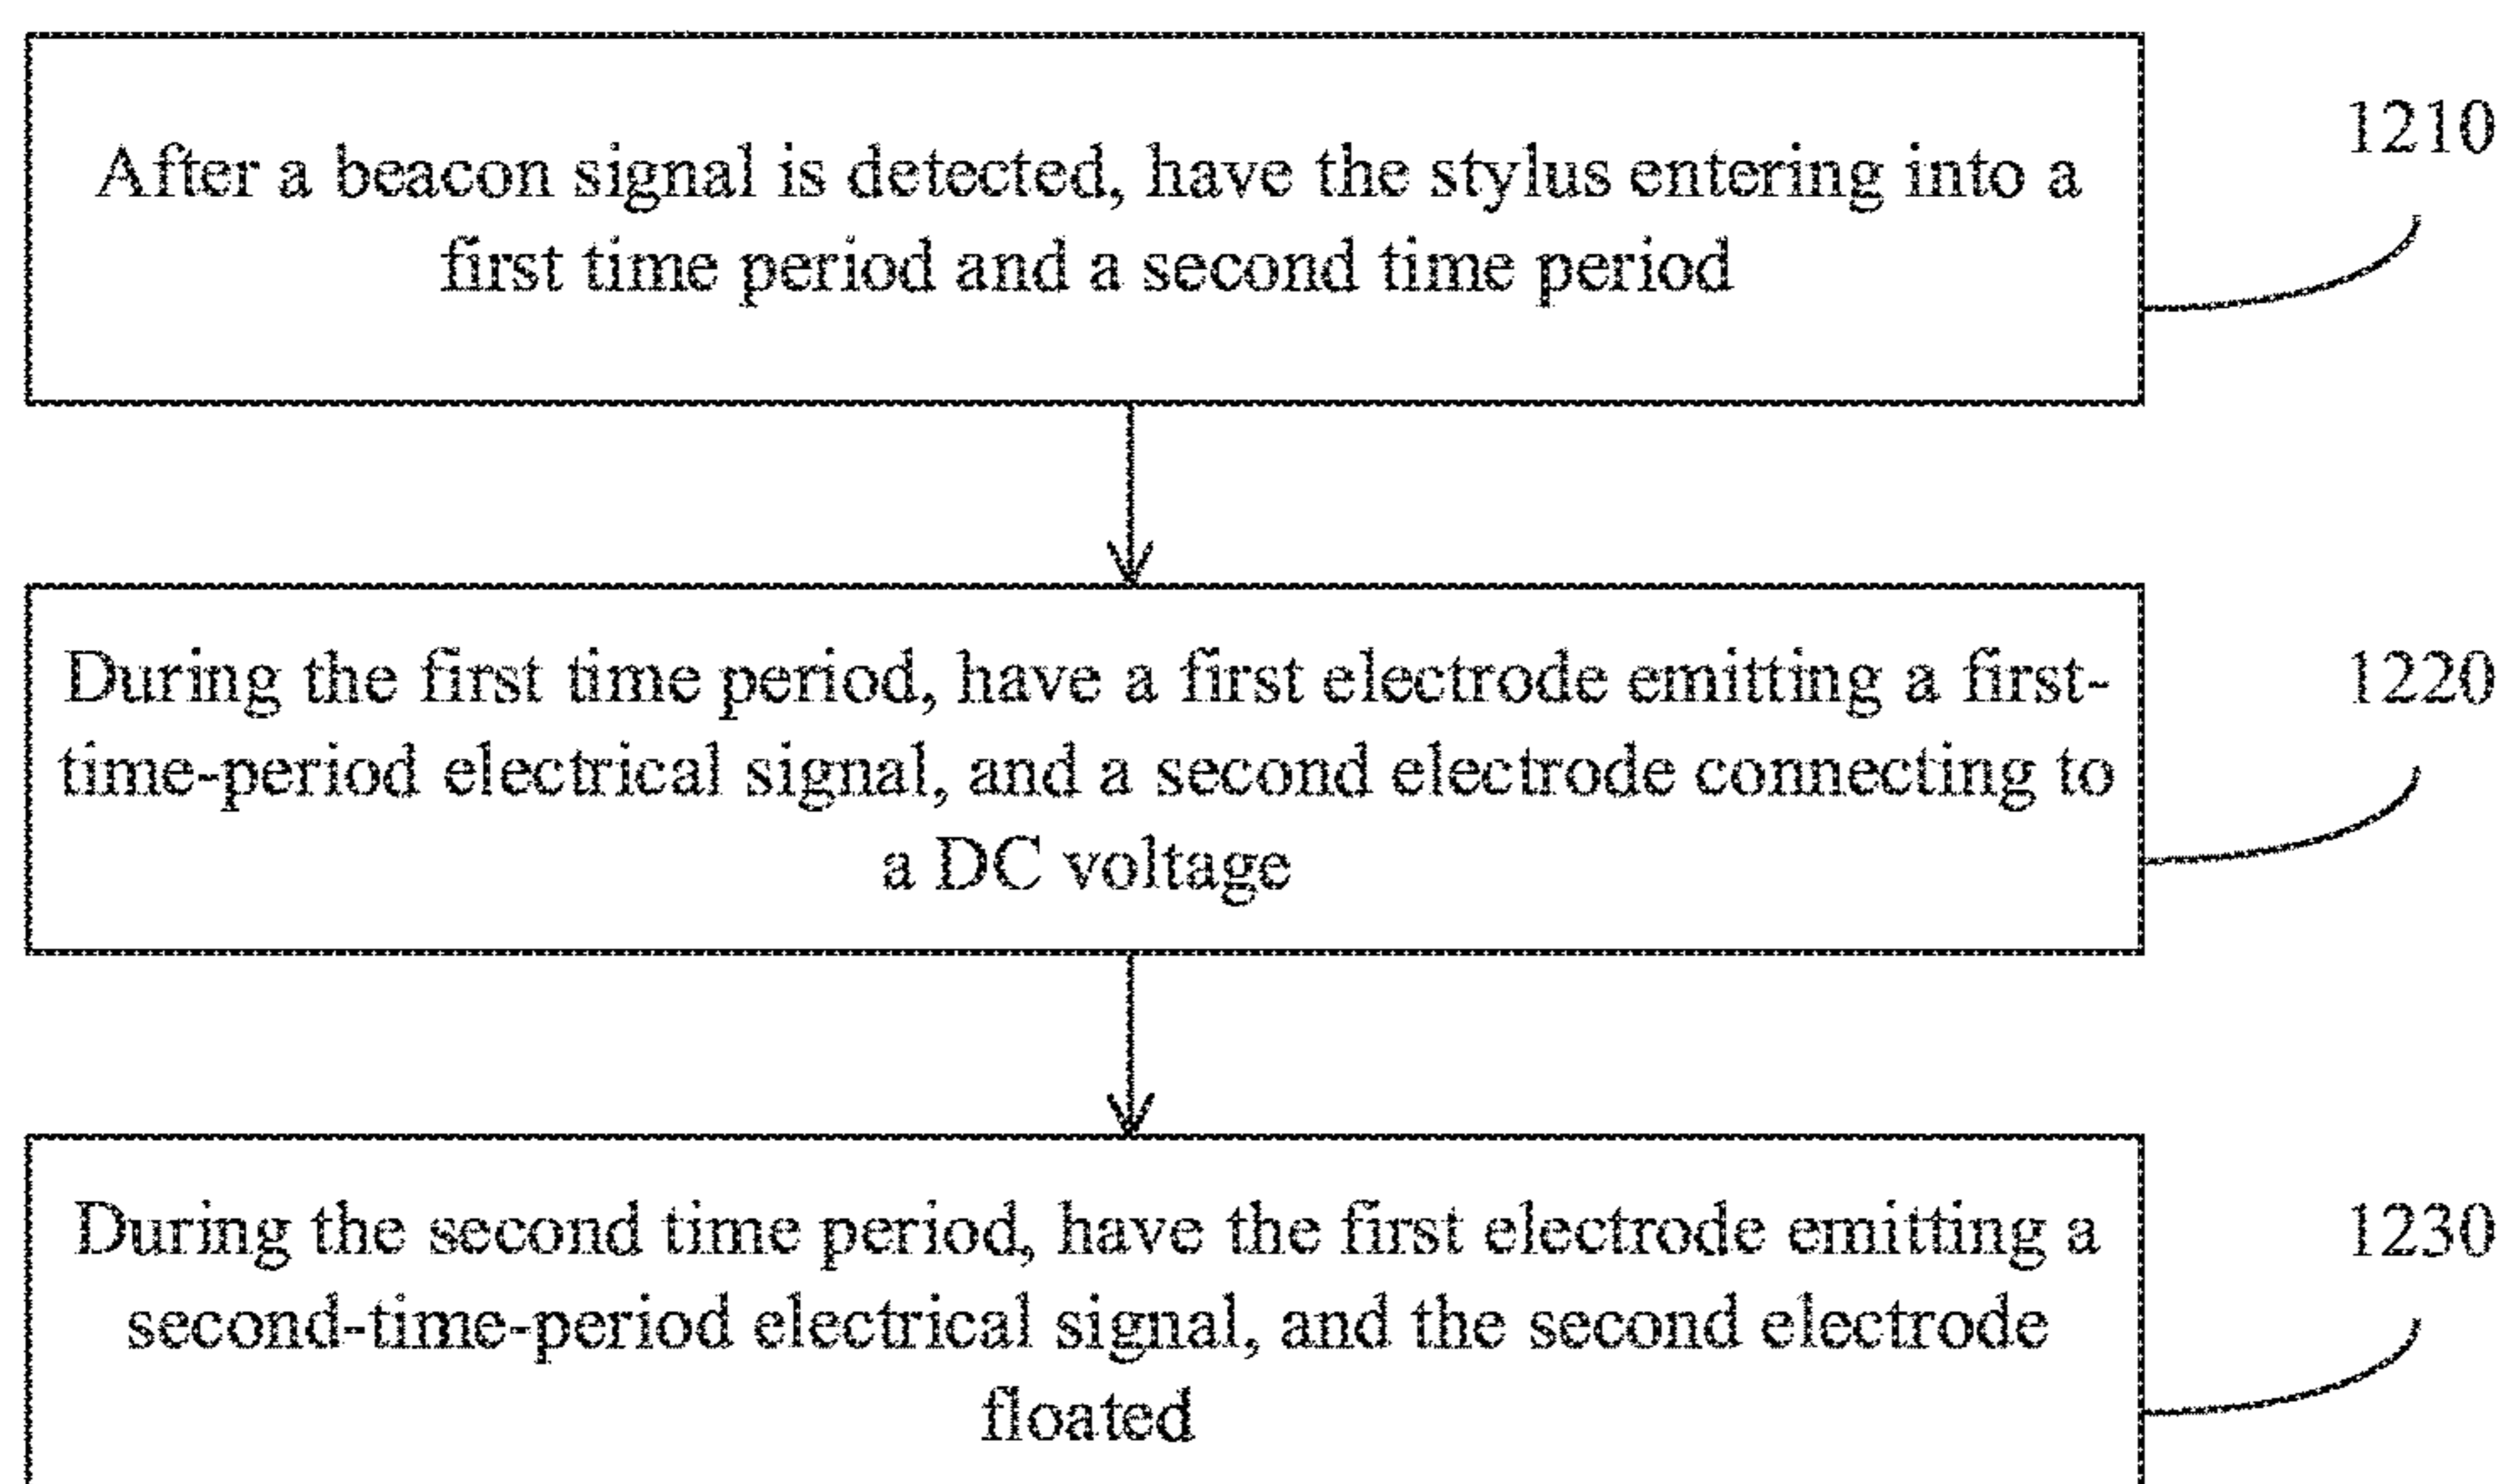 After a beacon signal is detected, have the stylus entering into a
first time period and a second time period
1210
During the first time period, have a first electrode emitting a first-
time-period electrical signal, and a second electrode connecting to
a DC voltage
1220
During the second time period, have the first electrode emitting a
second-time-period electrical signal, and the second electrode
floated
1230